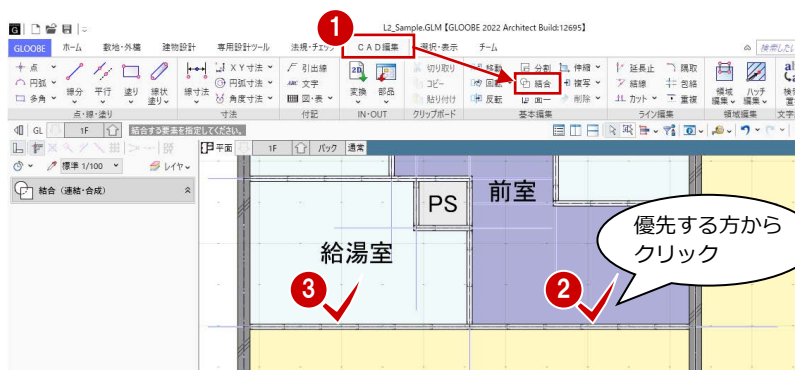 L2_Sample.GLM【GLOOBE 2022 Architect Build:12695】
1
GLOOBE ホーム 敷地・外構 建物設計 専用設計ツール 法規・チェック CAD編集 選択・表示 チーム
+ 点 線分 平行 塗り 線状塗り 線寸法 XY寸法 引出線 変換 部品 切り取り 移動 分割 伸縮 延長止 隅取 領域編集 ハッチ編集
円弧 円弧寸法 ABC 文字 コピー 回転 結合 複写 結線 包絡
多角 角度寸法 図・表 貼り付け 反転 面一 削除 カット 重複
点・線・塗り 寸法 付記 IN・OUT クリップボード 基本編集 ライン編集 領域編集
GL 1F 結合する要素を指定してください。
平面 1F バック 通常
標準 1/100 レイヤ
結合 (連結・合成)
PS
前室
給湯室
優先する方から
クリック
3
2